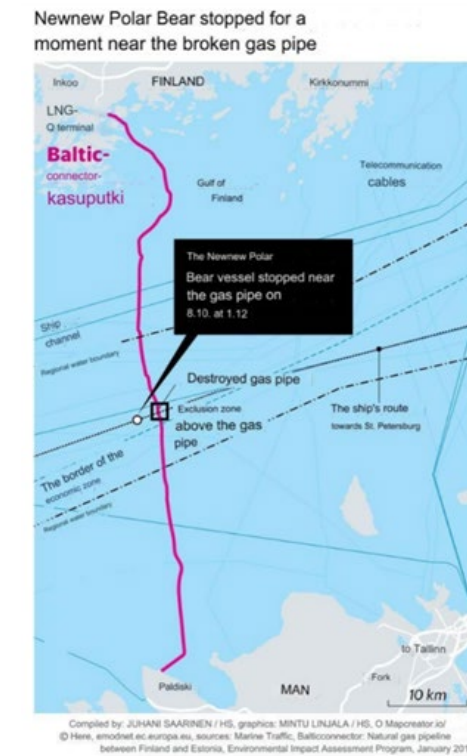 Newnew Polar Bear stopped for a
moment near the broken gas pipe
Inkoo
FINLAND
Kirkkonummi
LNG-
O terminal
Baltic-
connector-
kasuputki
Gulf of
Finland
Telecommunication
cables
The Newnew Polar
Bear vessel stopped near
the gas pipe on
8.10. at 1.12
Ship
channel
Regional water boundary
Destroyed gas pipe
Exclusion zone
above the gas
pipe
The ship's route
towards St. Petersburg
The border of the
economic zone
Regional water boundary
to Tallinn
Fork
Paldiski
MAN
10 km
Compiled by: JUHANI SAARINEN / HS, graphics: MINTU LINJALA / HS, O Mapcreator.io/
© Here, emodnet.ec.europa.eu, sources: Marine Traffic, Balticconnector: Natural gas pipeline
between Finland and Estonia, Environmental Impact Assessment Program, January 201